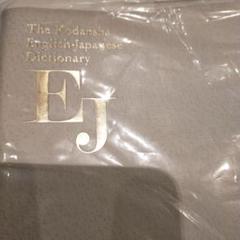 The Kodansha
English-Japanese
Dictionary
EJ